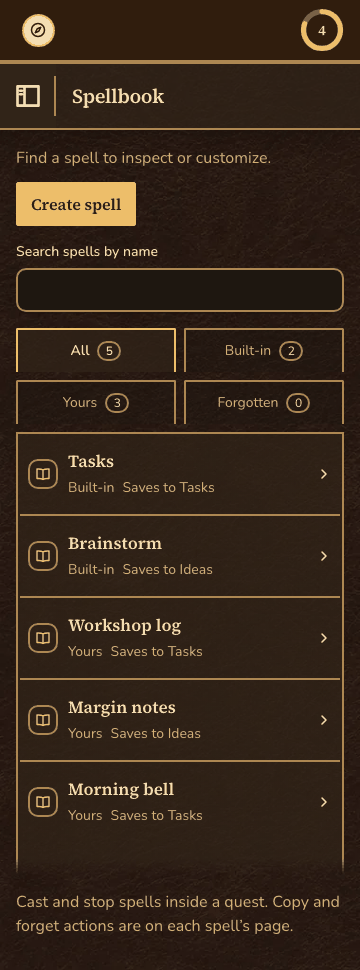 4
Spellbook
Find a spell to inspect or customize.
Create spell
Search spells by name
All 5
Built-in 2
Yours 3
Forgotten 0
Tasks
Built-in Saves to Tasks
Brainstorm
Built-in Saves to Ideas
Workshop log
Yours Saves to Tasks
Margin notes
Yours Saves to Ideas
Morning bell
Yours Saves to Tasks
Cast and stop spells inside a quest. Copy and
forget actions are on each spell’s page.